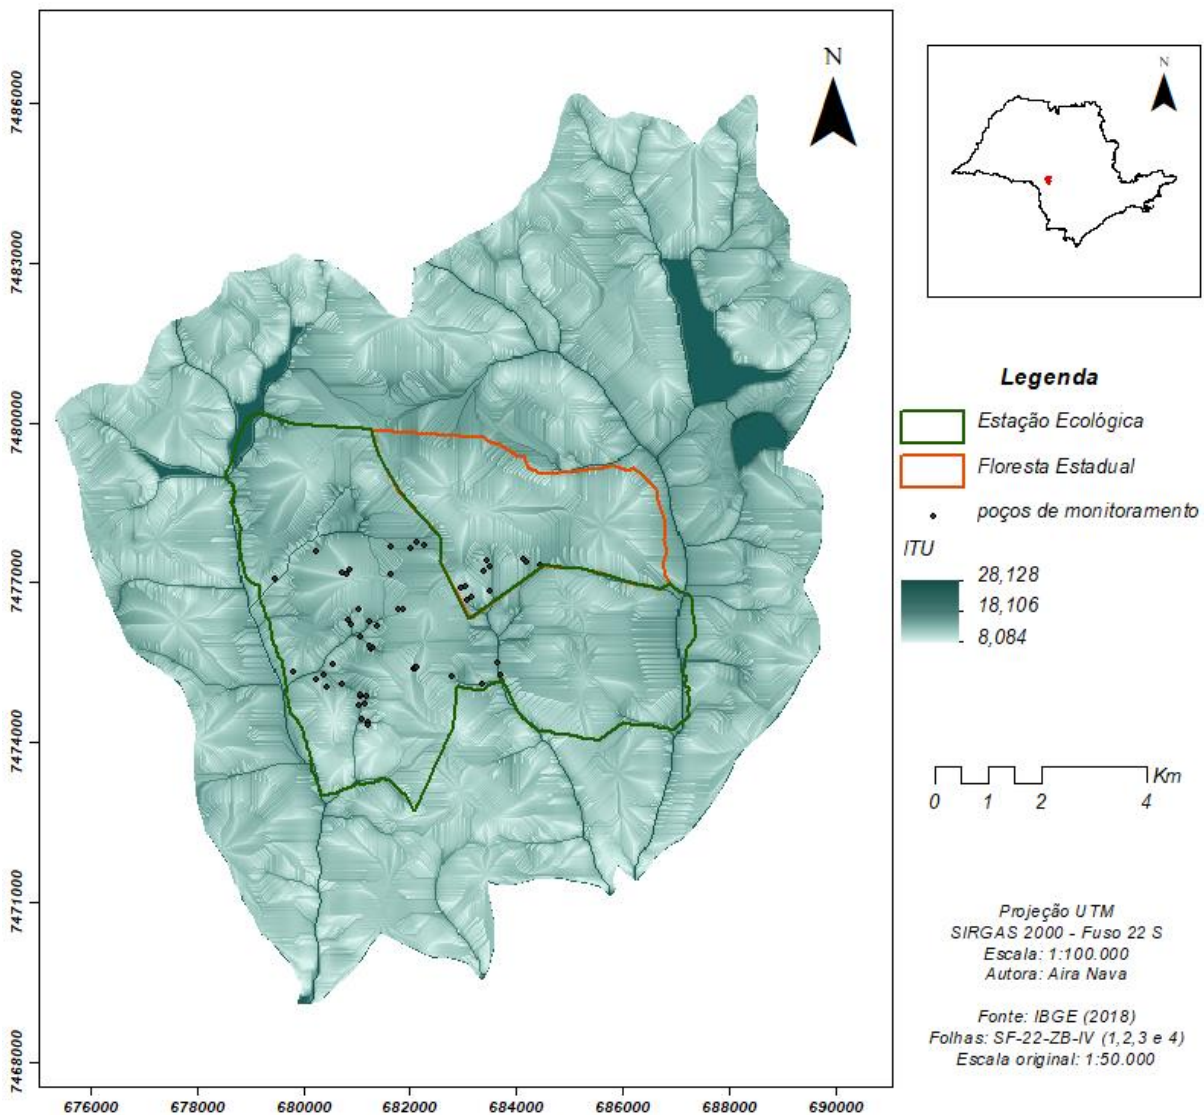 N
N
7486000
7483000
7480000
7477000
7474000
7471000
7468000
676000
678000
680000
682000
684000
686000
688000
690000
Legenda
Estação Ecológica
Floresta Estadual
poços de monitoramento
ITU
28,128
18,106
8,084
Km
0 1 2 4
Projeção UTM
SIRGAS 2000 - Fuso 22 S
Escala: 1:100.000
Autora: Aira Nava
Fonte: IBGE (2018)
Folhas: SF-22-ZB-IV (1,2,3 e 4)
Escala original: 1:50.000